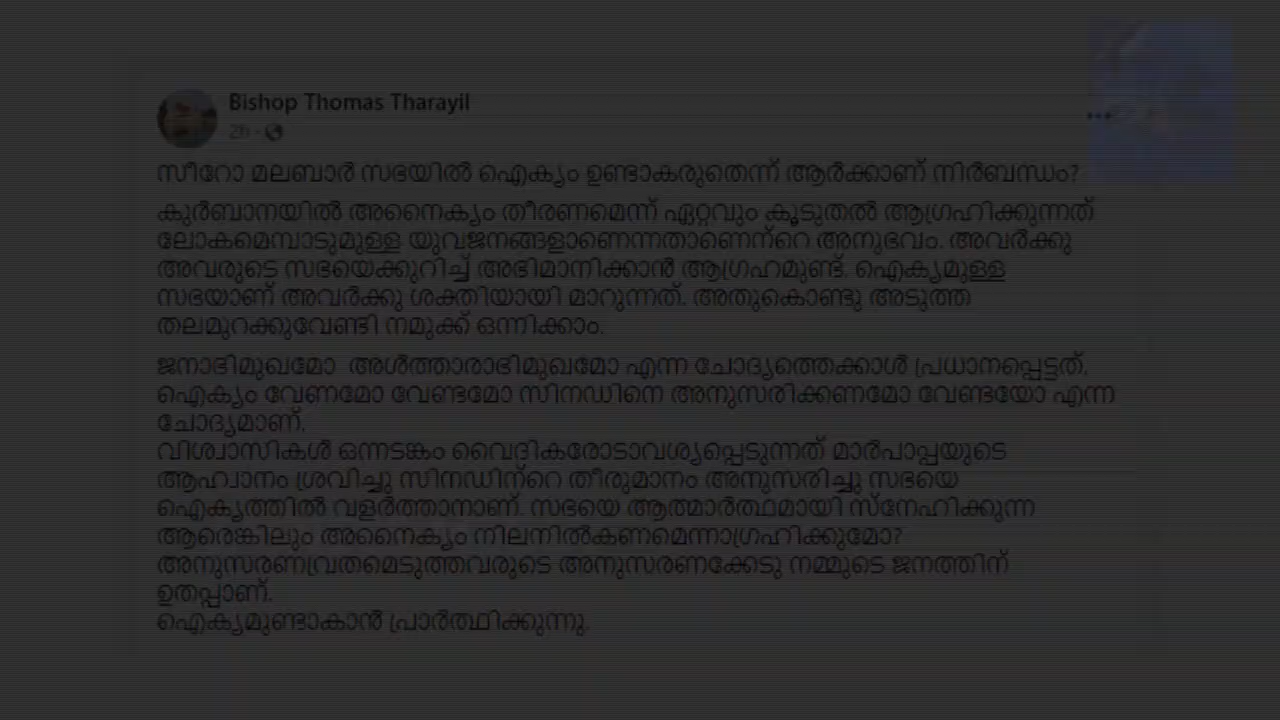 Bishop Thomas Tharayil
2h ·
സീറോ മലബാർ സഭയിൽ ഐക്യം ഉണ്ടാകരുതെന്ന് ആർക്കാണ് നിർബന്ധം?
കുർബാനയിൽ അനൈക്യം തീരണമെന്ന് ഏറ്റവും കൂടുതൽ ആഗ്രഹിക്കുന്നത്
ലോകമെമ്പാടുമുള്ള യുവജനങ്ങളാണെന്നതാണെന്റെ അനുഭവം. അവർക്കു
അവരുടെ സഭയെക്കുറിച്ച് അഭിമാനിക്കാൻ ആഗ്രഹമുണ്ട്. ഐക്യമുള്ള
സഭയാണ് അവർക്കു ശക്തിയായി മാറുന്നത്. അതുകൊണ്ടു അടുത്ത
തലമുറക്കുവേണ്ടി നമുക്ക് ഒന്നിക്കാം.
ജനാഭിമുഖമോ അൾത്താരാഭിമുഖമോ എന്ന ചോദ്യത്തെക്കാൾ പ്രധാനപ്പെട്ടത്.
ഐക്യം വേണമോ വേണ്ടമോ സിനഡിനെ അനുസരിക്കണമോ വേണ്ടയോ എന്ന
ചോദ്യമാണ്.
വിശ്വാസികൾ ഒന്നടങ്കം വൈദികരോടാവശ്യപ്പെടുന്നത് മാർപാപ്പയുടെ
ആഹ്വാനം ശ്രവിച്ചു സിനഡിന്റെ തീരുമാനം അനുസരിച്ചു സഭയെ
ഐക്യത്തിൽ വളർത്താനാണ്. സഭയെ ആത്മാർത്ഥമായി സ്നേഹിക്കുന്ന
ആരെങ്കിലും അനൈക്യം നിലനിൽകണമെന്നാഗ്രഹിക്കുമോ?
അനുസരണവ്രതമെടുത്തവരുടെ അനുസരണക്കേടു നമ്മുടെ ജനത്തിന്
ഉതപ്പാണ്.
ഐക്യമുണ്ടാകാൻ പ്രാർത്ഥിക്കുന്നു.